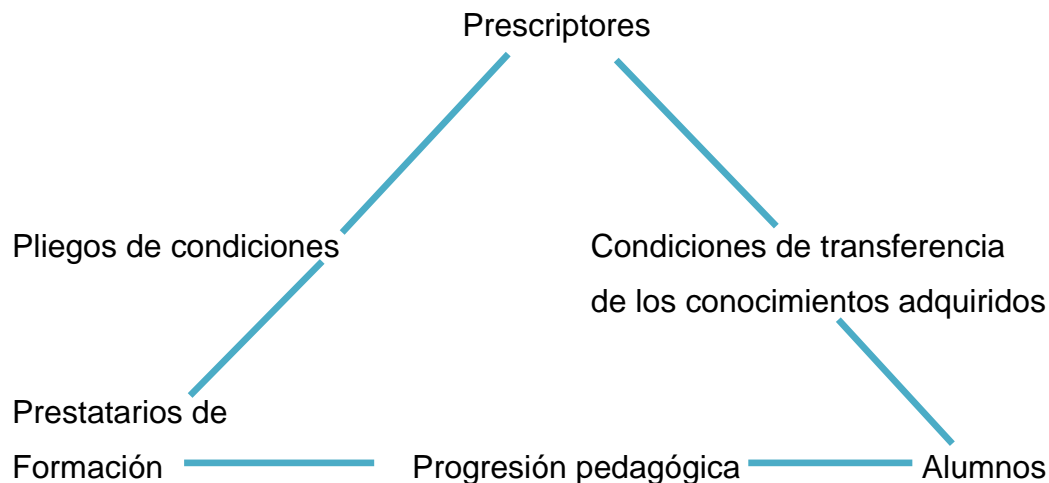 Prescriptores
Pliegos de condiciones
Condiciones de transferencia
de los conocimientos adquiridos
Prestatarios de
Formación
Progresión pedagógica
Alumnos